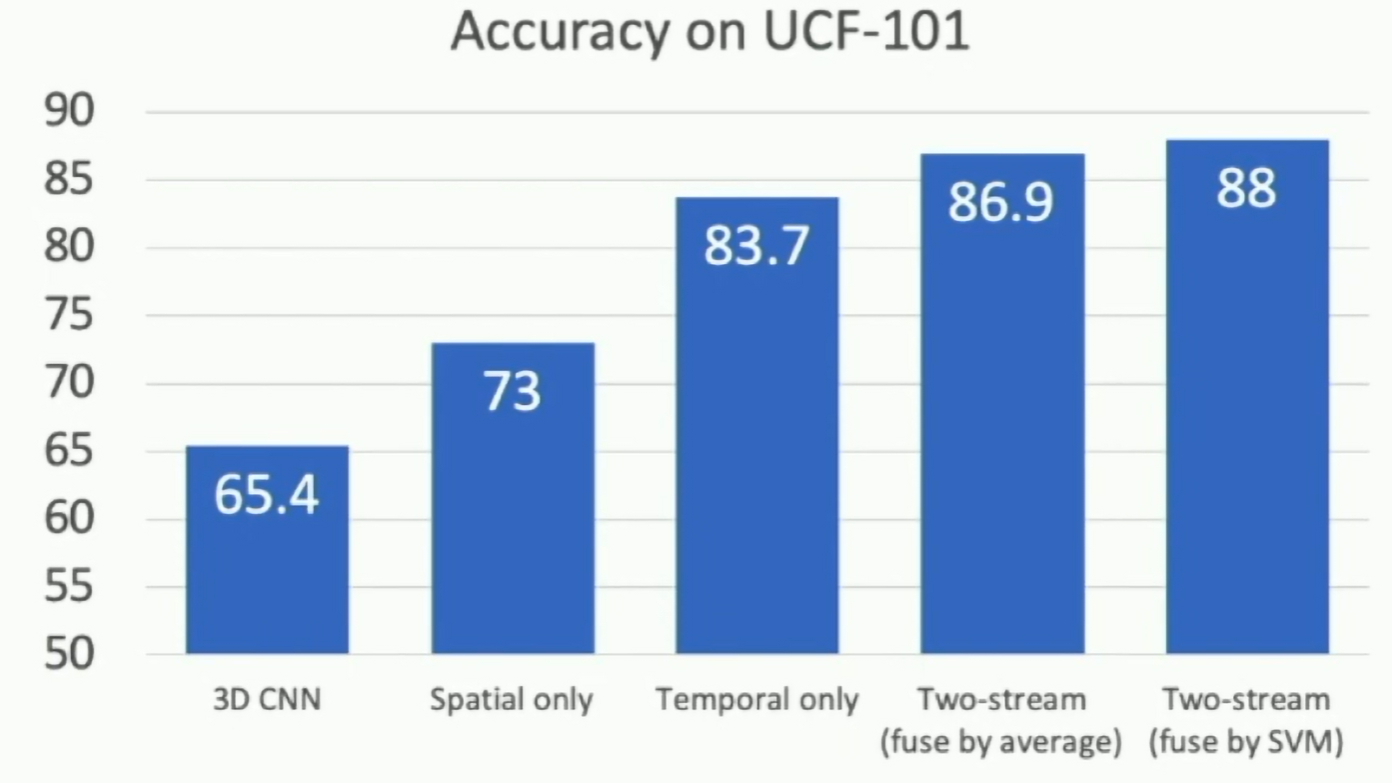 Accuracy on UCF-101
90
85
80
75
70
65
60
55
50
65.4
73
83.7
86.9
88
3D CNN
Spatial only
Temporal only
Two-stream
(fuse by average)
Two-stream
(fuse by SVM)